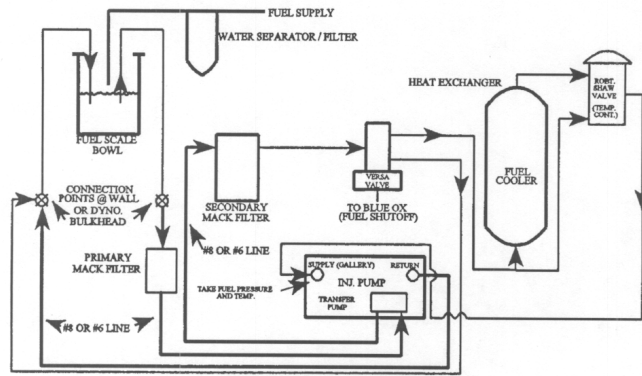 FUEL SUPPLY
WATER SEPARATOR / FILTER
HEAT EXCHANGER
ROBT.
SHAW
VALVE
(TEMP.
CONT.)
FUEL SCALE
BOWL
FUEL
COOLER
CONNECTION
POINTS @ WALL
OR DYNO.
BULKHEAD
SECONDARY
MACK FILTER
VERSA
VALVE
TO BLUE OX
(FUEL SHUTOFF)
#8 OR #6 LINE
PRIMARY
MACK FILTER
SUPPLY (GALLERY)
RETURN
INJ. PUMP
TAKE FUEL PRESSURE
AND TEMP.
TRANSFER
PUMP
#8 OR #6 LINE